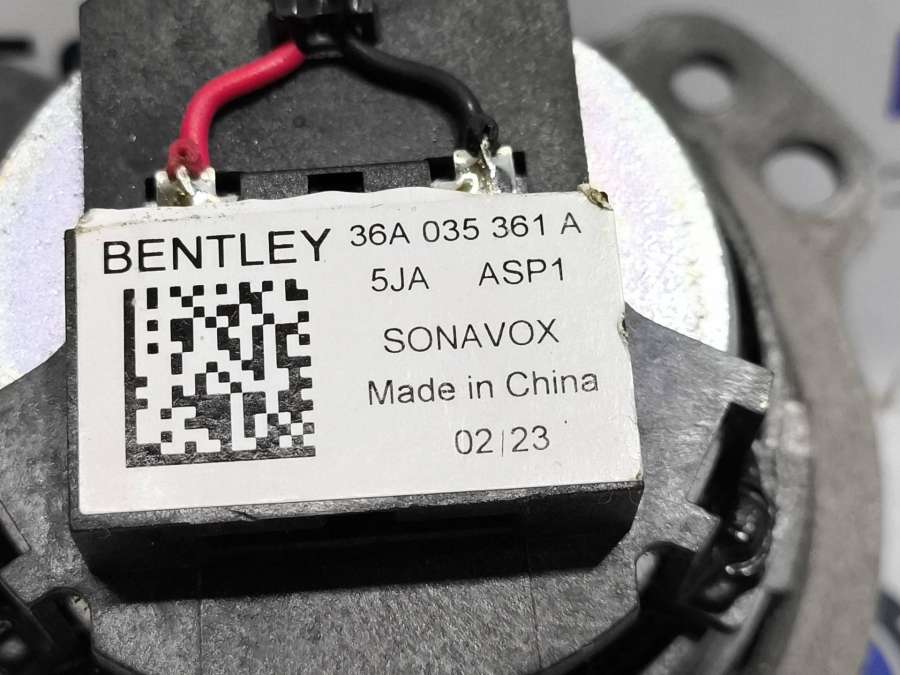 BENTLEY 36A 035 361 A
5JA ASP1
SONAVOX
Made in China
02|23